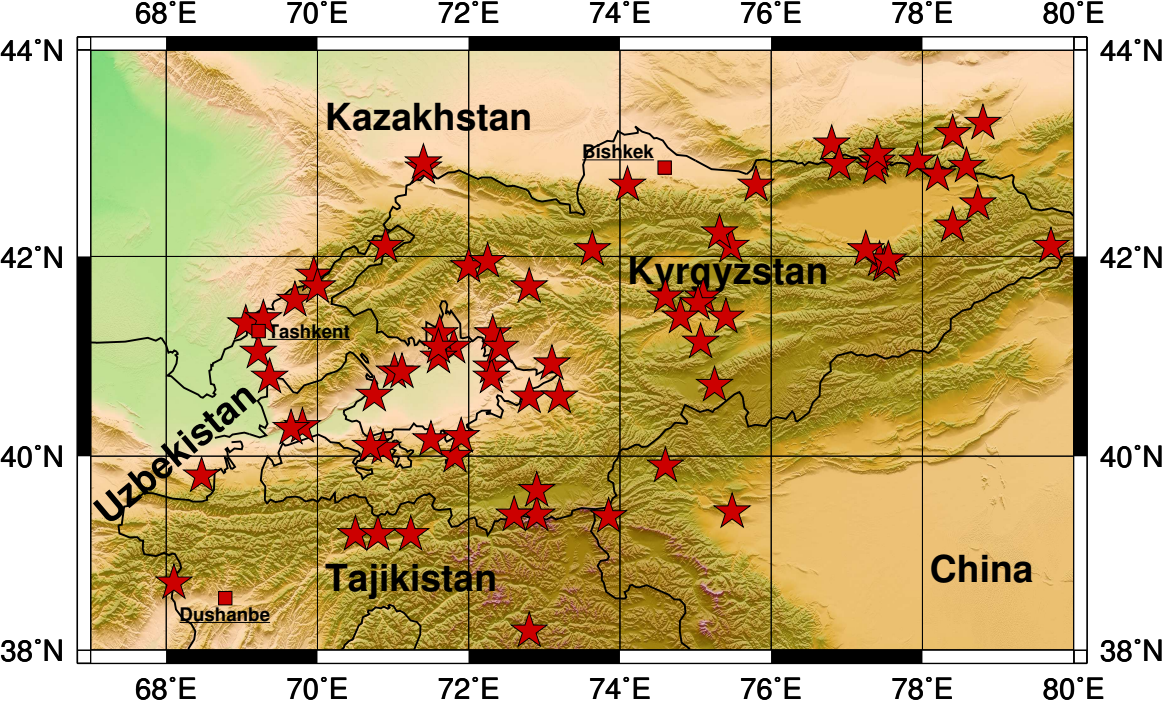 68°E 70°E 72°E 74°E 76°E 78°E 80°E
44°N 44°N
Kazakhstan
Bishkek
42°N 42°N
Kyrgyzstan
Tashkent
Uzbekistan
40°N 40°N
China
Tajikistan
Dushanbe
38°N 38°N
68°E 70°E 72°E 74°E 76°E 78°E 80°E